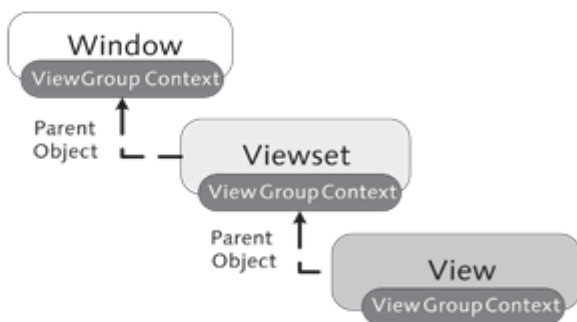 Window
ViewGroup Context
Parent
Object
Viewset
View Group Context
Parent
Object
View
View Group Context